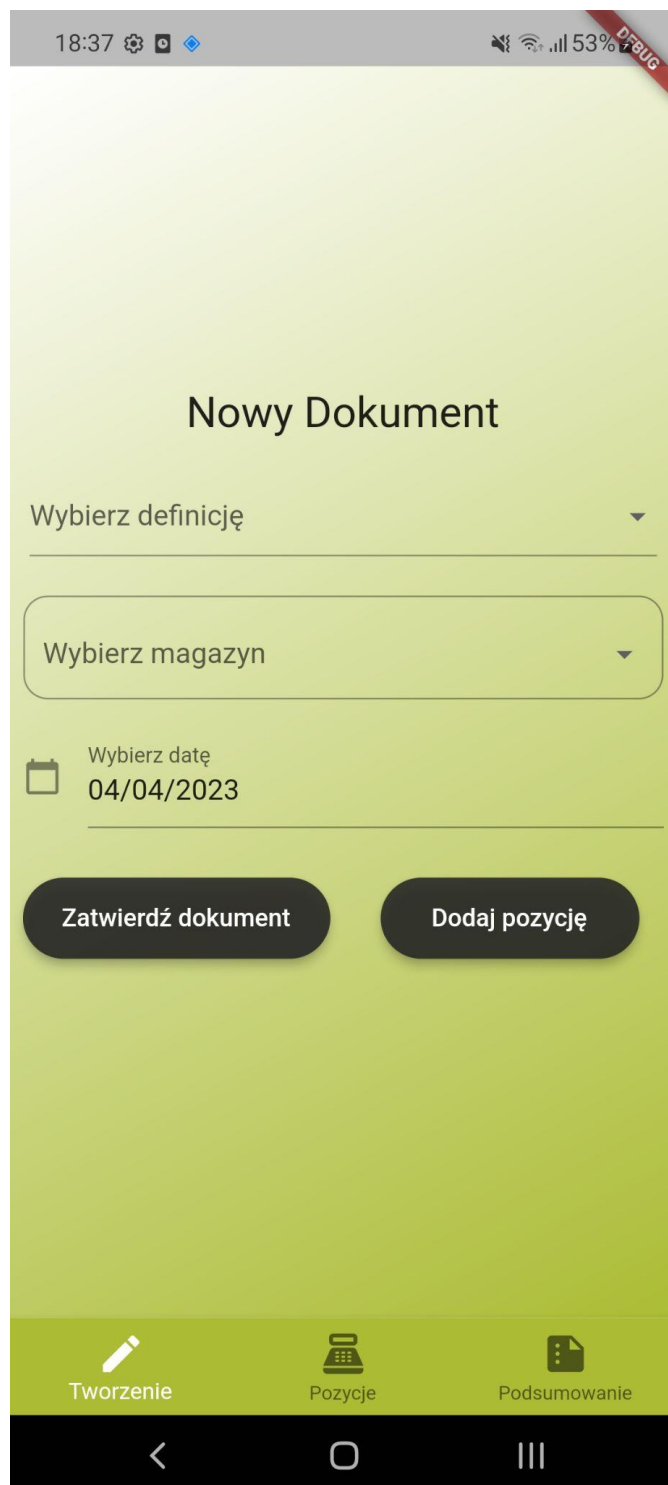 18:37
53%
DEBUG
Nowy Dokument
Wybierz definicję
Wybierz magazyn
Wybierz datę
04/04/2023
Zatwierdź dokument
Dodaj pozycję
Tworzenie
Pozycje
Podsumowanie